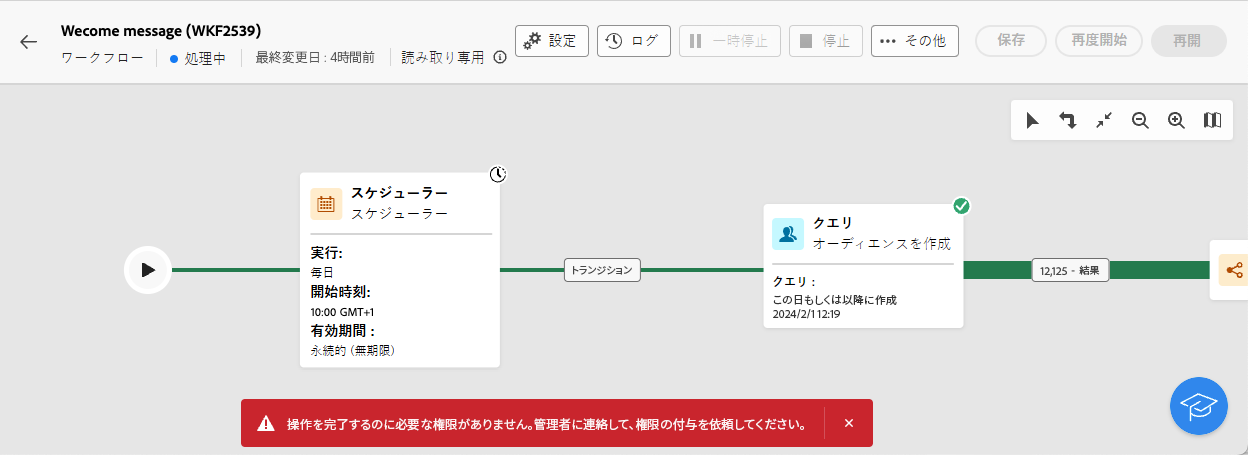 Wecome message (WKF2539)
ワークフロー 処理中 最終変更日 : 4時間前 読み取り専用
設定 ログ 一時停止 停止 その他 保存 再度開始 再開
スケジューラー
スケジューラー
実行:
毎日
開始時刻:
10:00 GMT+1
有効期間 :
永続的 (無期限)
トランジション
クエリ
オーディエンスを作成
クエリ :
この日もしくは以降に作成
2024/2/1 12:19
12,125 - 結果
操作を完了するのに必要な権限がありません。管理者に連絡して、権限の付与を依頼してください。